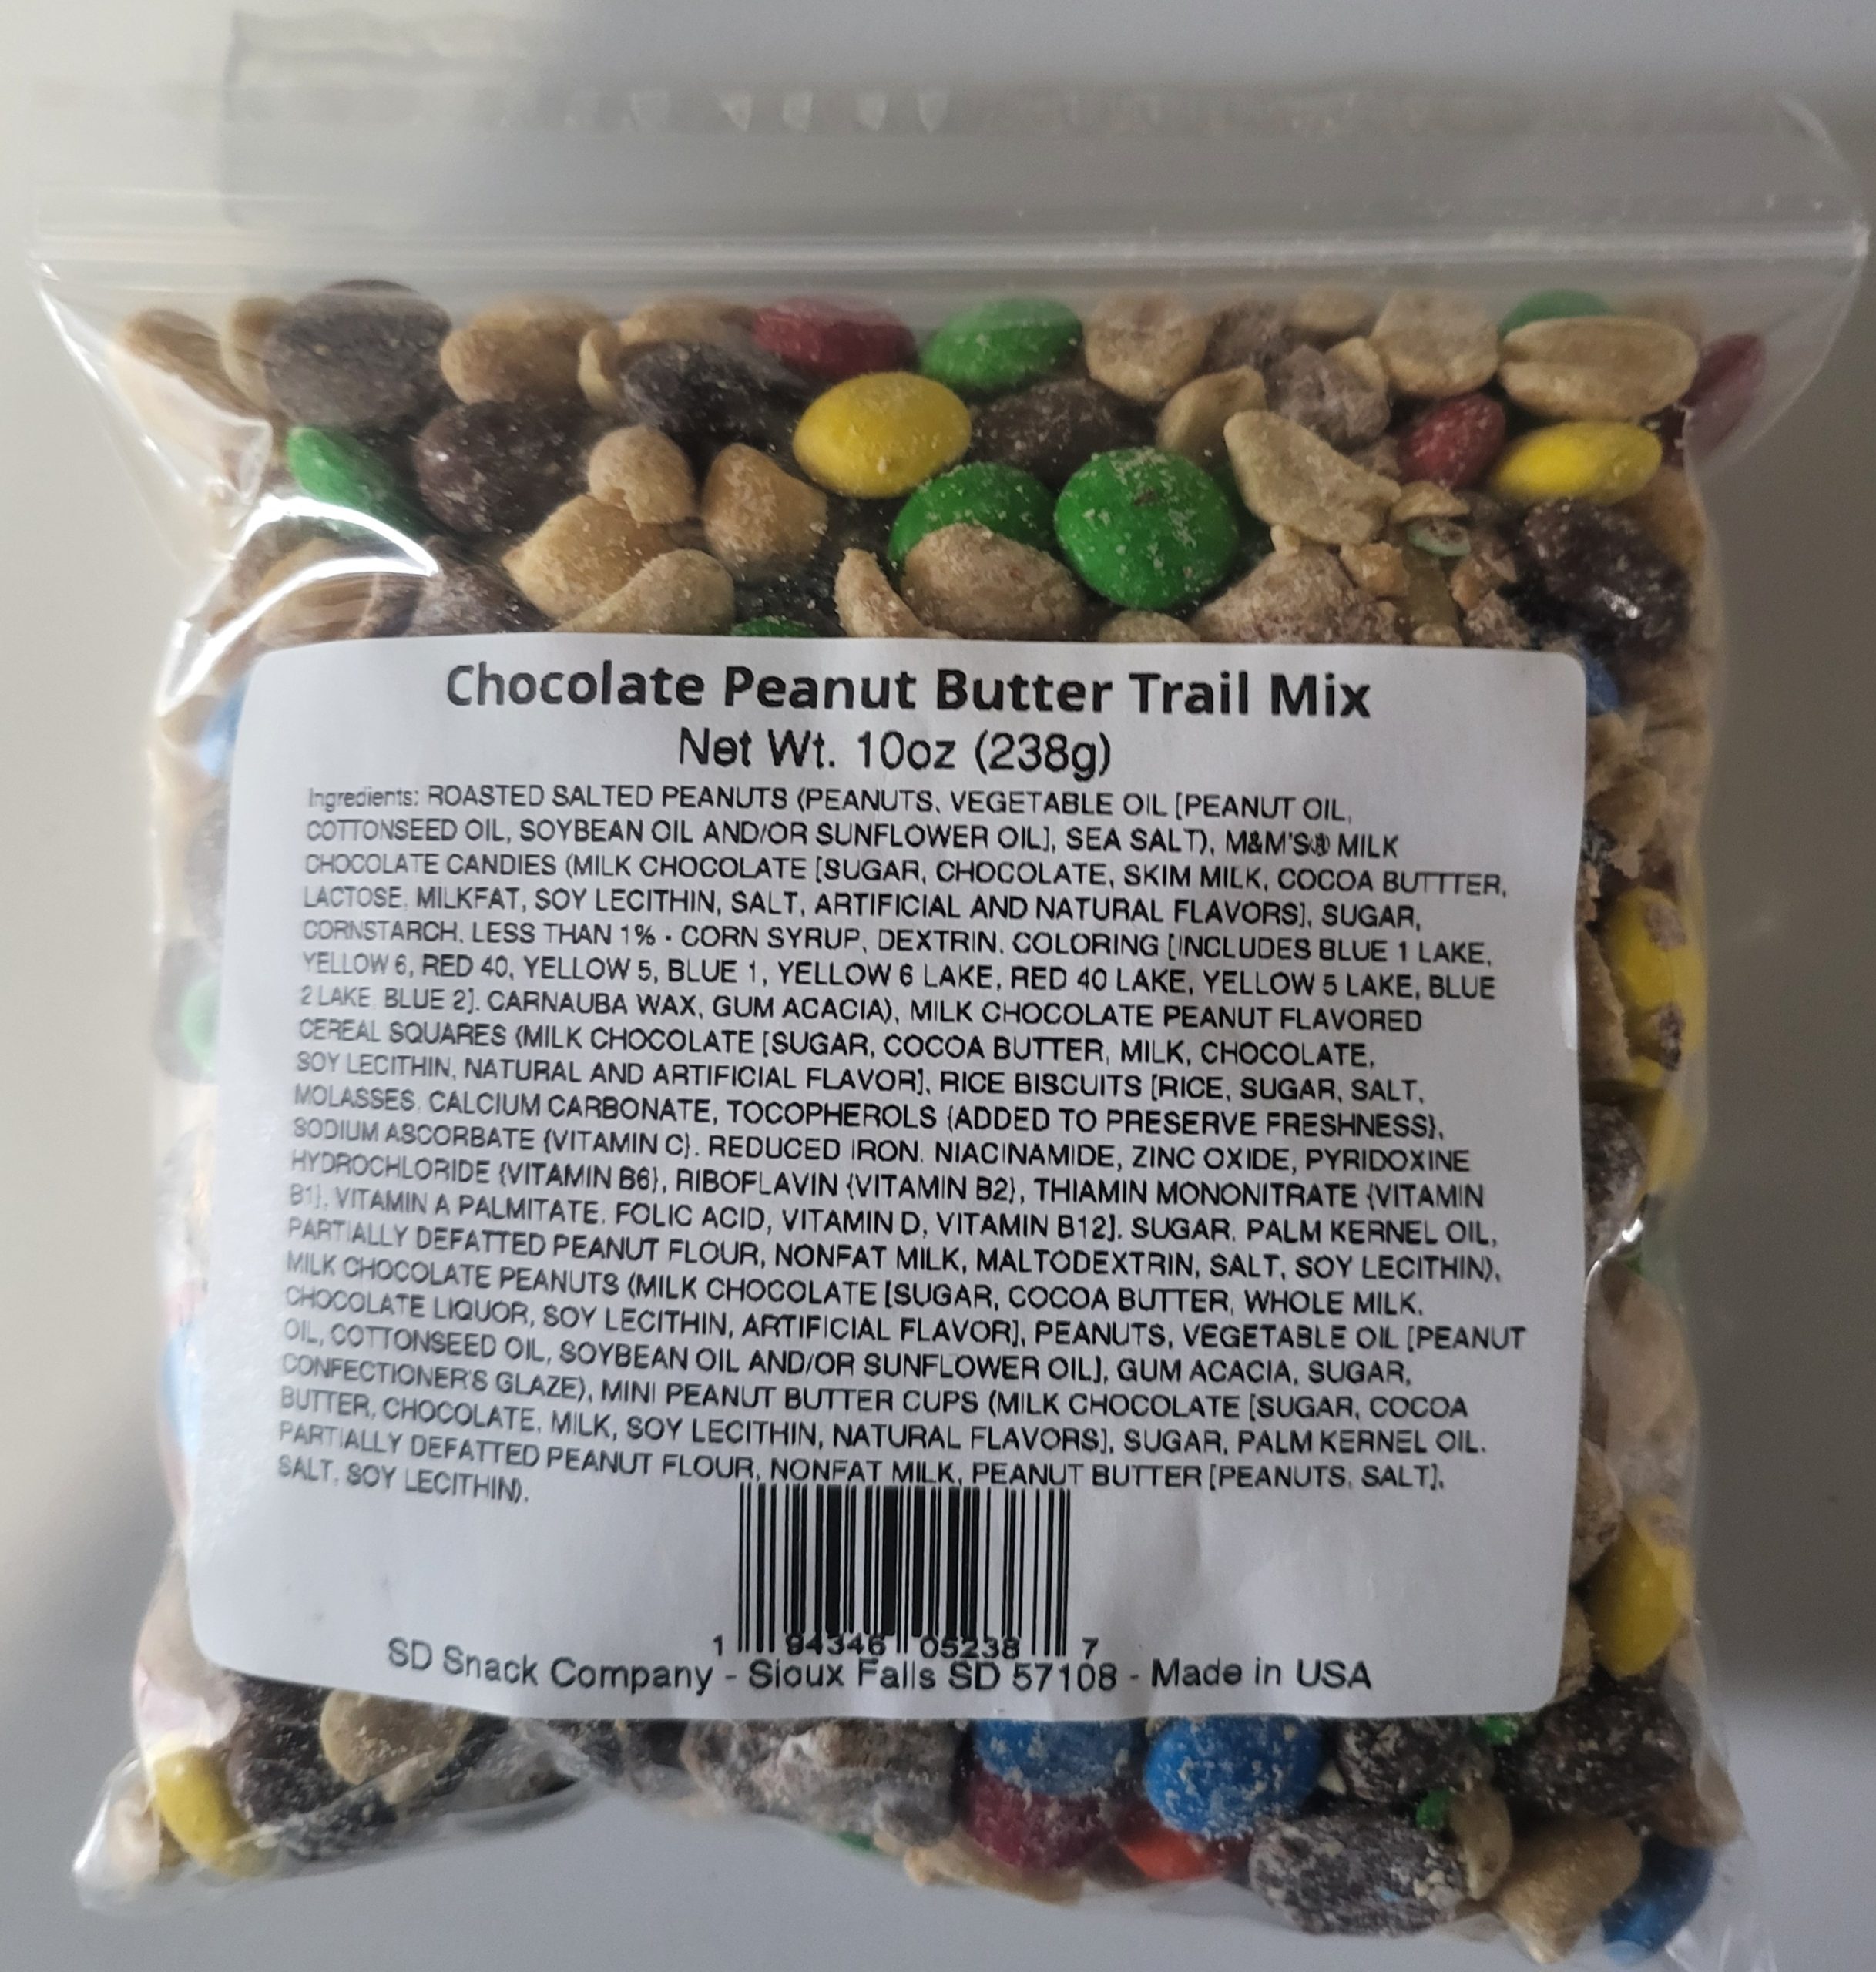 Chocolate Peanut Butter Trail Mix
Net Wt. 10oz (238g)
Ingredients: ROASTED SALTED PEANUTS (PEANUTS, VEGETABLE OIL [PEANUT OIL,
COTTONSEED OIL, SOYBEAN OIL AND/OR SUNFLOWER OIL], SEA SALT), M&M'S® MILK
CHOCOLATE CANDIES (MILK CHOCOLATE [SUGAR, CHOCOLATE, SKIM MILK, COCOA BUTTTER,
LACTOSE, MILKFAT, SOY LECITHIN, SALT, ARTIFICIAL AND NATURAL FLAVORS], SUGAR,
CORNSTARCH, LESS THAN 1% - CORN SYRUP, DEXTRIN, COLORING [INCLUDES BLUE 1 LAKE,
YELLOW 6, RED 40, YELLOW 5, BLUE 1, YELLOW 6 LAKE, RED 40 LAKE, YELLOW 5 LAKE, BLUE
2 LAKE, BLUE 2], CARNAUBA WAX, GUM ACACIA), MILK CHOCOLATE PEANUT FLAVORED
CEREAL SQUARES (MILK CHOCOLATE [SUGAR, COCOA BUTTER, MILK, CHOCOLATE,
SOY LECITHIN, NATURAL AND ARTIFICIAL FLAVOR], RICE BISCUITS [RICE, SUGAR, SALT,
MOLASSES, CALCIUM CARBONATE, TOCOPHEROLS {ADDED TO PRESERVE FRESHNESS},
SODIUM ASCORBATE {VITAMIN C}, REDUCED IRON, NIACINAMIDE, ZINC OXIDE, PYRIDOXINE
HYDROCHLORIDE {VITAMIN B6}, RIBOFLAVIN {VITAMIN B2}, THIAMIN MONONITRATE {VITAMIN
B1}, VITAMIN A PALMITATE, FOLIC ACID, VITAMIN D, VITAMIN B12], SUGAR, PALM KERNEL OIL,
PARTIALLY DEFATTED PEANUT FLOUR, NONFAT MILK, MALTODEXTRIN, SALT, SOY LECITHIN),
MILK CHOCOLATE PEANUTS (MILK CHOCOLATE [SUGAR, COCOA BUTTER, WHOLE MILK,
CHOCOLATE LIQUOR, SOY LECITHIN, ARTIFICIAL FLAVOR], PEANUTS, VEGETABLE OIL [PEANUT
OIL, COTTONSEED OIL, SOYBEAN OIL AND/OR SUNFLOWER OIL], GUM ACACIA, SUGAR,
CONFECTIONER'S GLAZE), MINI PEANUT BUTTER CUPS (MILK CHOCOLATE [SUGAR, COCOA
BUTTER, CHOCOLATE, MILK, SOY LECITHIN, NATURAL FLAVORS], SUGAR, PALM KERNEL OIL,
PARTIALLY DEFATTED PEANUT FLOUR, NONFAT MILK, PEANUT BUTTER [PEANUTS, SALT],
SALT, SOY LECITHIN).
1 94346 05238 7
SD Snack Company - Sioux Falls SD 57108 - Made in USA